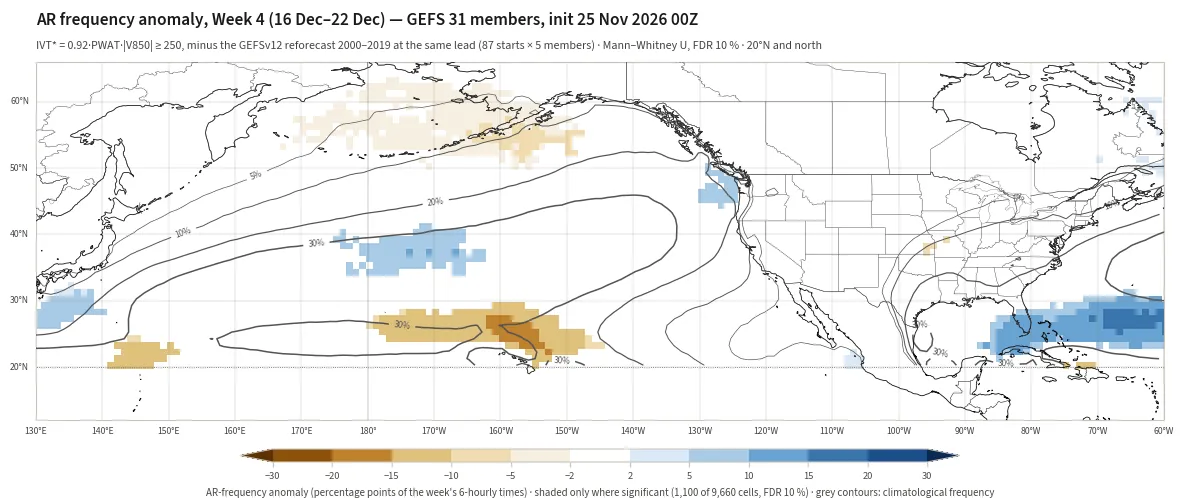 AR frequency anomaly, Week 4 (16 Dec–22 Dec) — GEFS 31 members, init 25 Nov 2026 00Z
IVT* = 0.92·PWAT·|V850| ≥ 250, minus the GEFSv12 reforecast 2000–2019 at the same lead (87 starts × 5 members) · Mann–Whitney U, FDR 10 % · 20°N and north
60°N
50°N
40°N
30°N
20°N
5%
10%
20%
30%
30%
30%
30%
30%
30%
130°E 140°E 150°E 160°E 170°E 180° 170°W 160°W 150°W 140°W 130°W 120°W 110°W 100°W 90°W 80°W 70°W 60°W
−30 −20 −15 −10 −5 −2 2 5 10 15 20 30
AR-frequency anomaly (percentage points of the week's 6-hourly times) · shaded only where significant (1,100 of 9,660 cells, FDR 10 %) · grey contours: climatological frequency